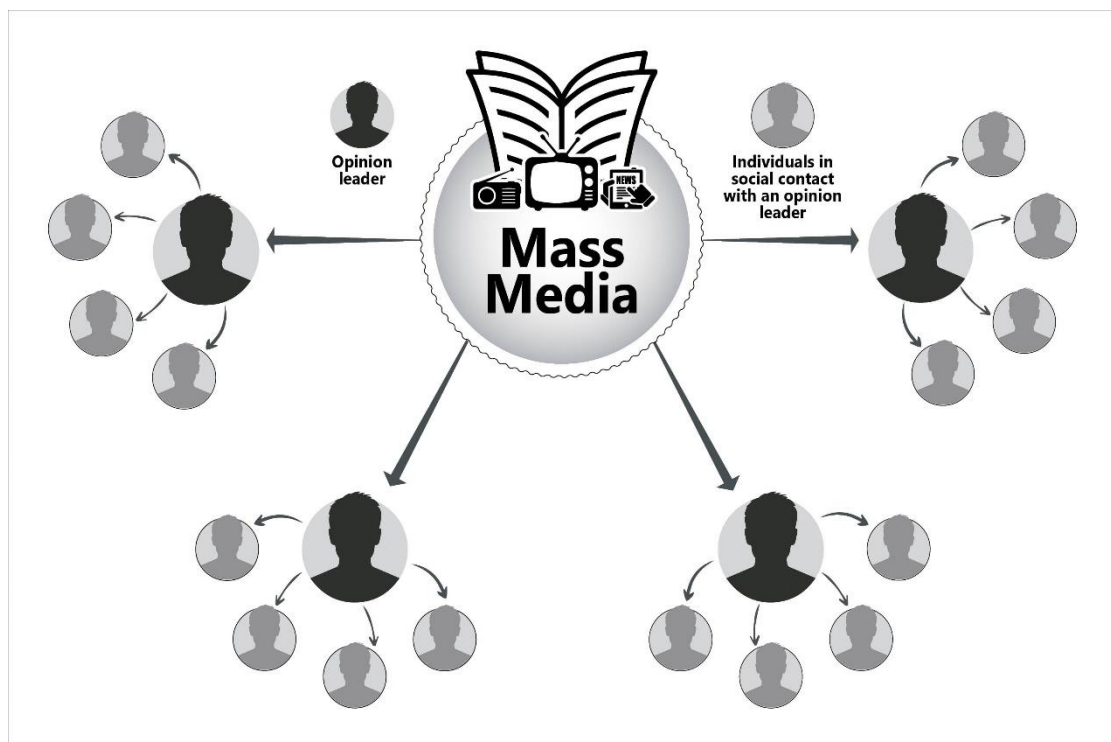 Opinion
leader
NEWS
Mass
Media
Individuals in
social contact
with an opinion
leader